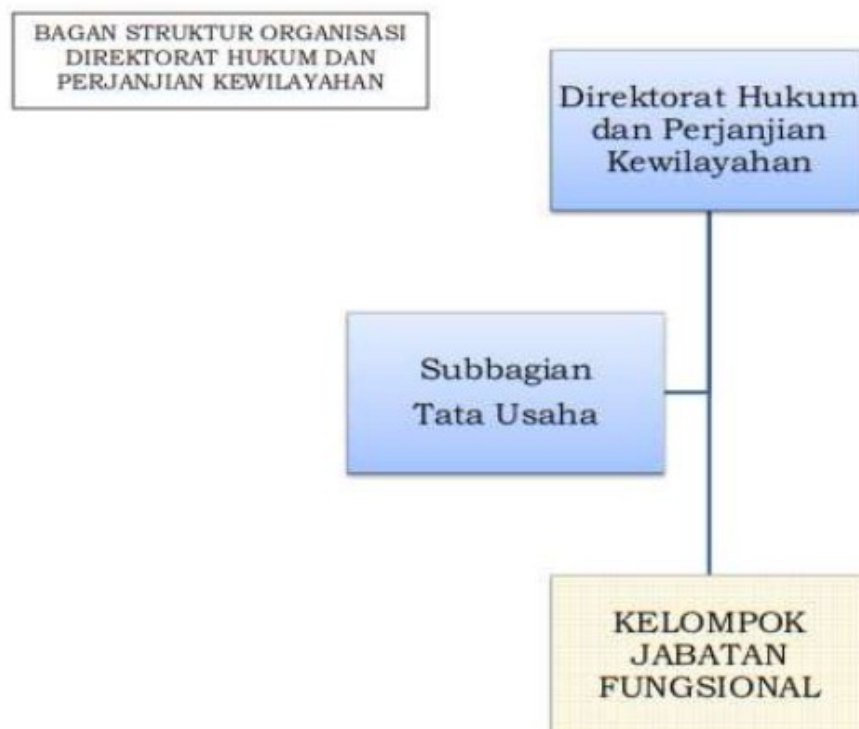 BAGAN STRUKTUR ORGANISASI
DIREKTORAT HUKUM DAN
PERJANJIAN KEWILAYAHAN
Direktorat Hukum
dan Perjanjian
Kewilayahan
Subbagian
Tata Usaha
KELOMPOK
JABATAN
FUNGSIONAL